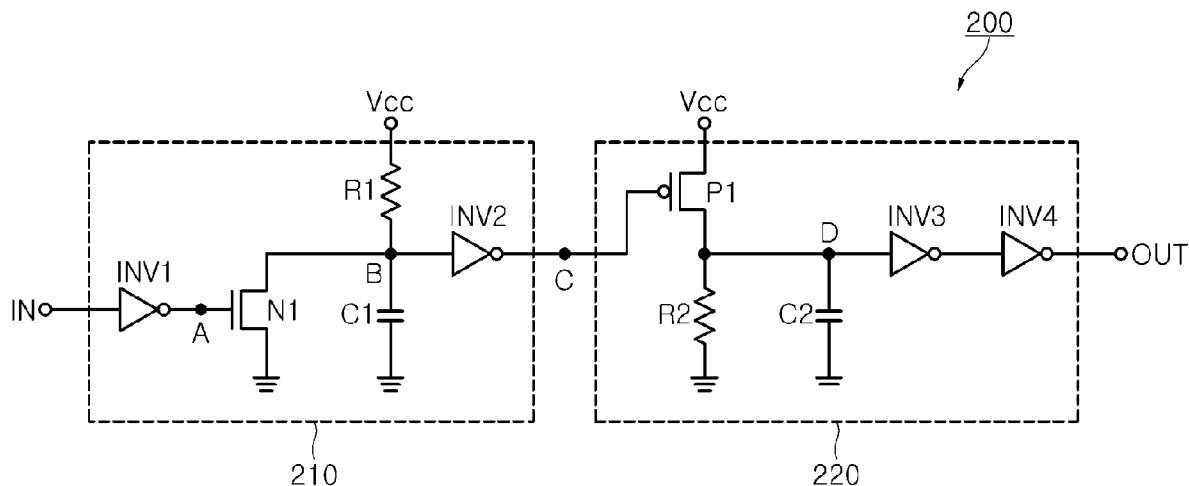 200
Vcc
Vcc
R1
P1
INV2
INV3
INV4
D
B
C
OUT
INV1
IN
N1
A
C1
R2
C2
210
220